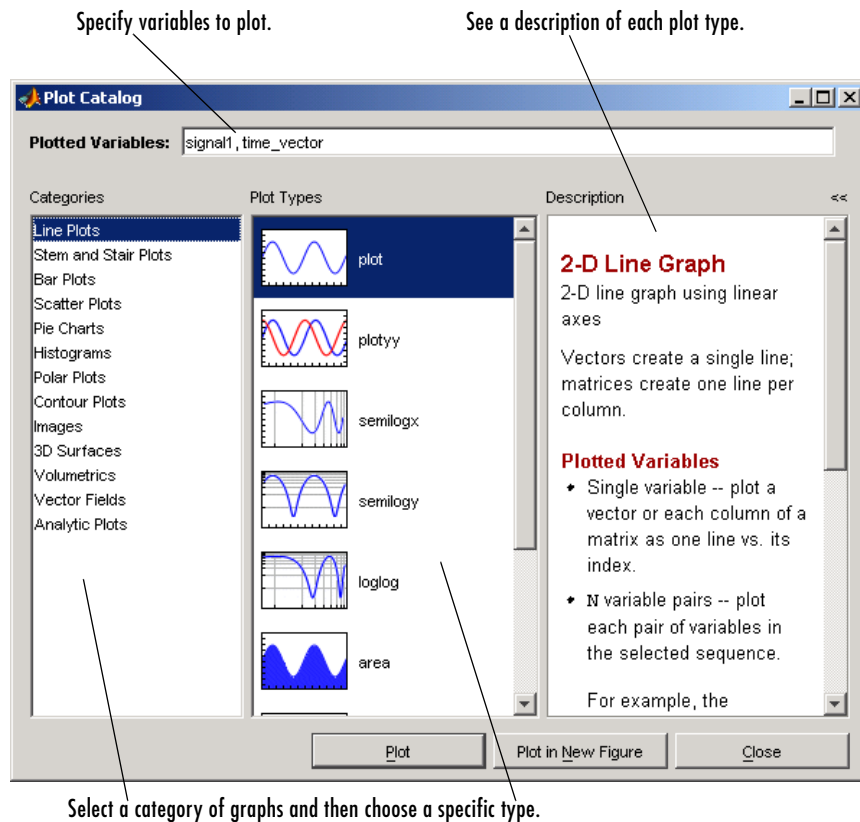 Specify variables to plot.
See a description of each plot type.
Plot Catalog
Plotted Variables: signal1,time_vector
Categories
Plot Types
Description
<<
Line Plots
Stem and Stair Plots
Bar Plots
Scatter Plots
Pie Charts
Histograms
Polar Plots
Contour Plots
Images
3D Surfaces
Volumetrics
Vector Fields
Analytic Plots
plot
plotyy
semilogx
semilogy
loglog
area
2-D Line Graph
2-D line graph using linear
axes
Vectors create a single line;
matrices create one line per
column.
Plotted Variables
• Single variable -- plot a
vector or each column of a
matrix as one line vs. its
index.
• N variable pairs -- plot
each pair of variables in
the selected sequence.
For example, the
Plot
Plot in New Figure
Close
Select a category of graphs and then choose a specific type.